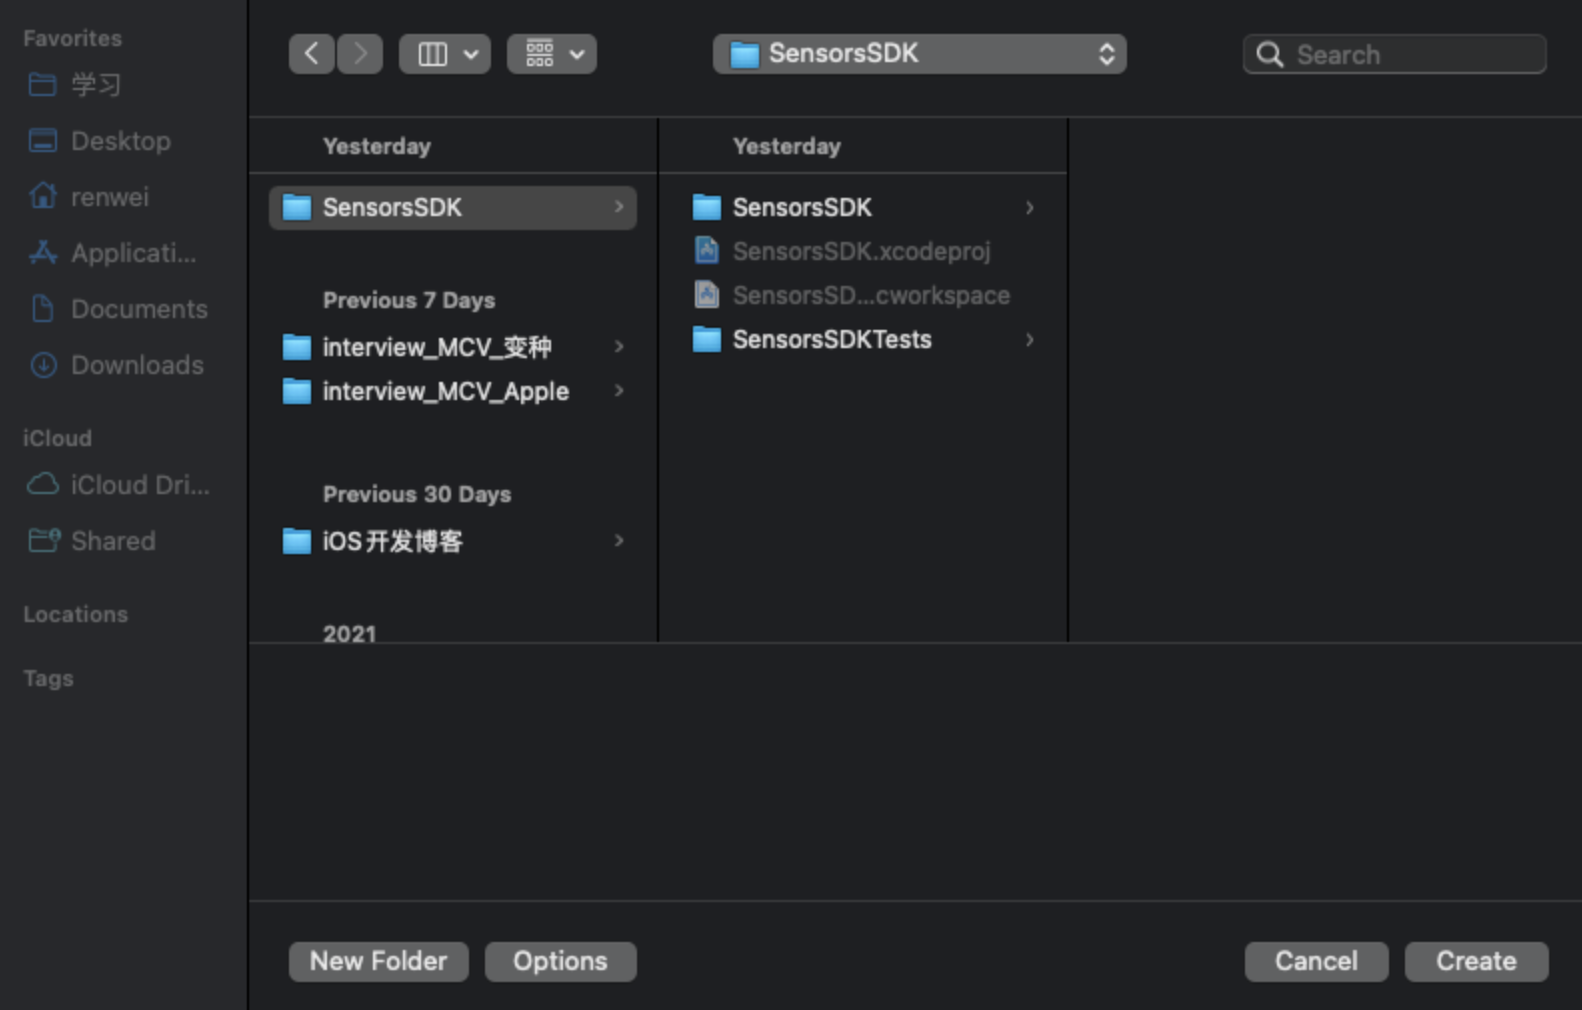 Favorites
学习
Desktop
renwei
Applicati...
Documents
Downloads
iCloud
iCloud Dri...
Shared
Locations
Tags
SensorsSDK
Search
Yesterday
SensorsSDK
Previous 7 Days
interview_MCV_变种
interview_MCV_Apple
Previous 30 Days
iOS开发博客
2021
Yesterday
SensorsSDK
SensorsSDK.xcodeproj
SensorsSD...cworkspace
SensorsSDKTests
New Folder
Options
Cancel
Create